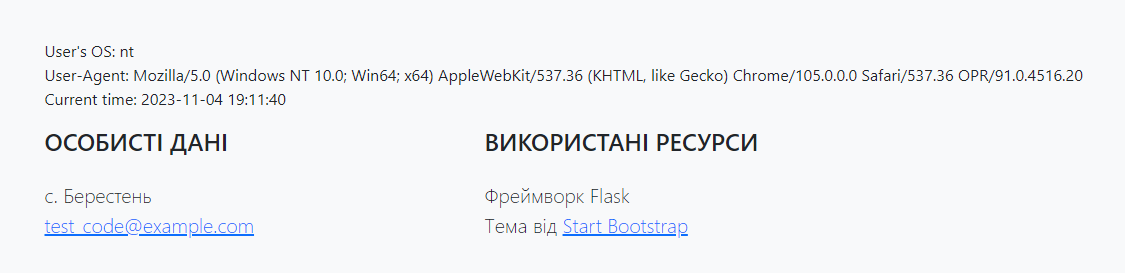 User's OS: nt
User-Agent: Mozilla/5.0 (Windows NT 10.0; Win64; x64) AppleWebKit/537.36 (KHTML, like Gecko) Chrome/105.0.0.0 Safari/537.36 OPR/91.0.4516.20
Current time: 2023-11-04 19:11:40
ОСОБИСТІ ДАНІ
с. Берестень
test_code@example.com
ВИКОРИСТАНІ РЕСУРСИ
Фреймворк Flask
Тема від Start Bootstrap